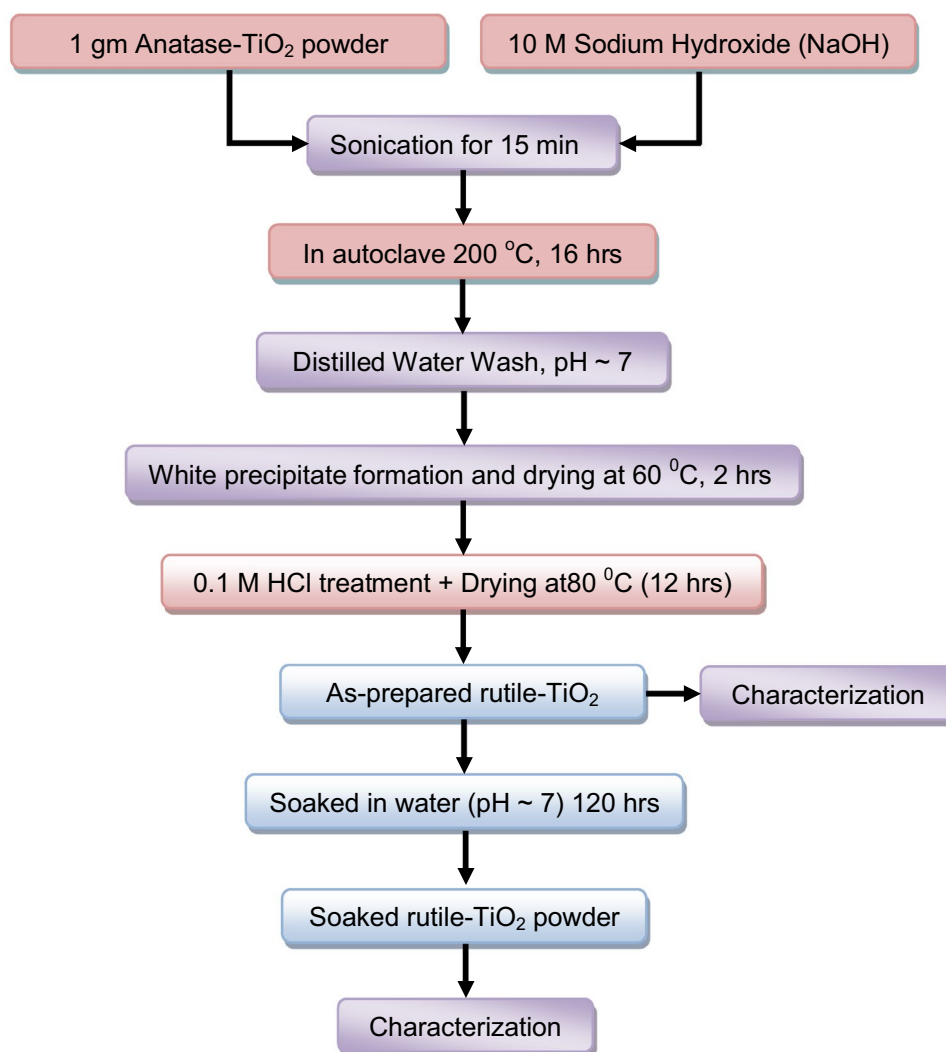 1 gm Anatase-TiO₂ powder
10 M Sodium Hydroxide (NaOH)
Sonication for 15 min
In autoclave 200 °C, 16 hrs
Distilled Water Wash, pH ~ 7
White precipitate formation and drying at 60 ⁰C, 2 hrs
0.1 M HCl treatment + Drying at80 ⁰C (12 hrs)
As-prepared rutile-TiO₂
Characterization
Soaked in water (pH ~ 7) 120 hrs
Soaked rutile-TiO₂ powder
Characterization